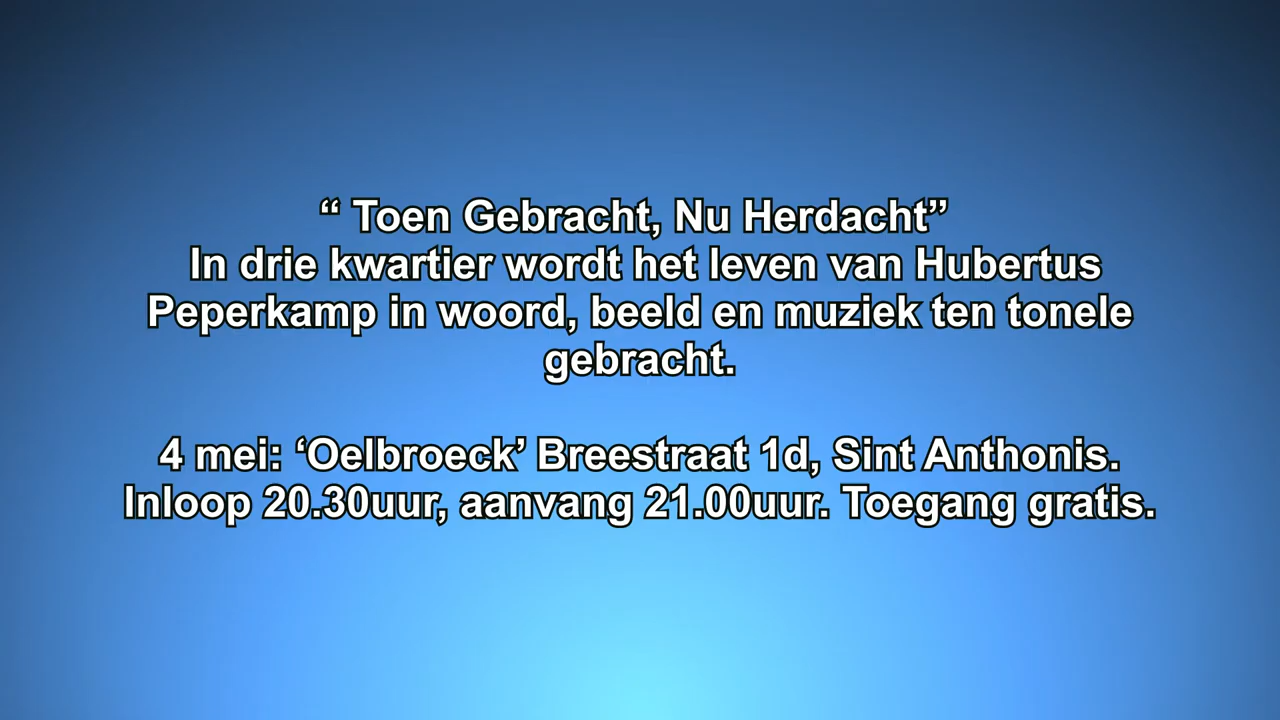 “ Toen Gebracht, Nu Herdacht”
In drie kwartier wordt het leven van Hubertus
Peperkamp in woord, beeld en muziek ten tonele
gebracht.
4 mei: ‘Oelbroeck’ Breestraat 1d, Sint Anthonis.
Inloop 20.30uur, aanvang 21.00uur. Toegang gratis.